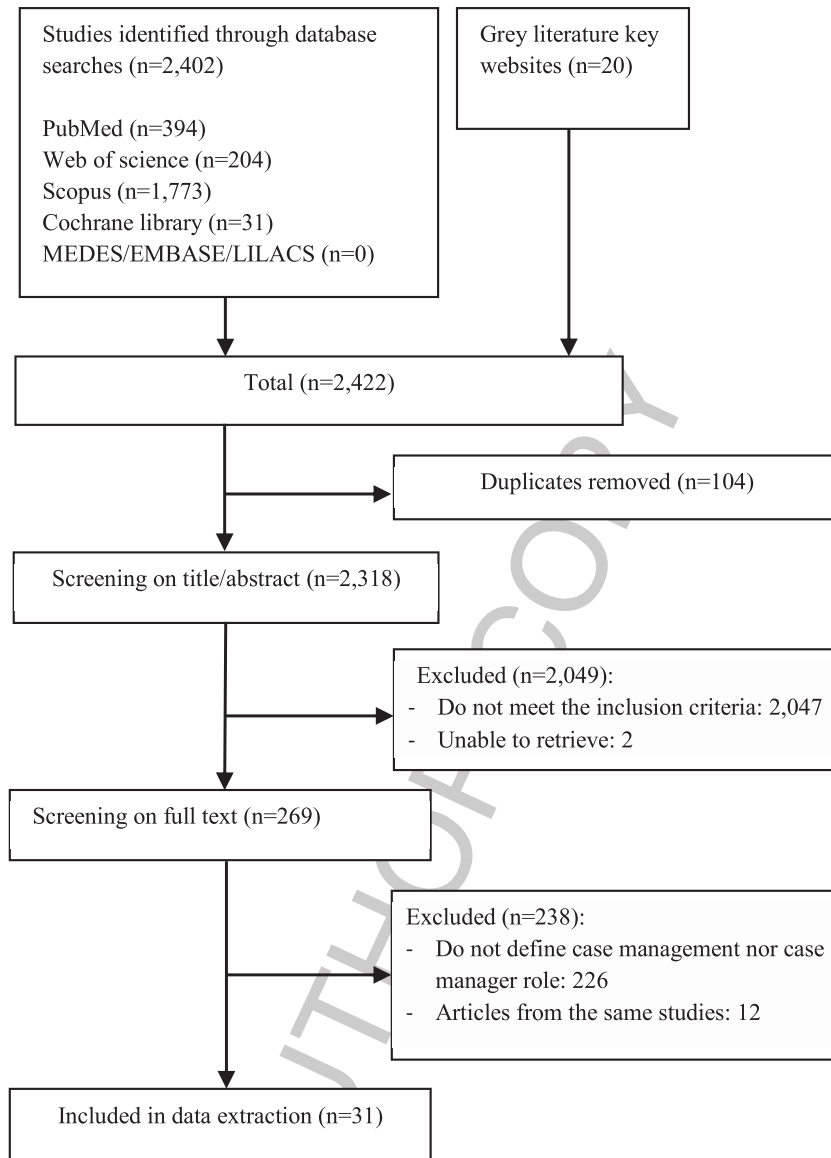 Studies identified through database
searches (n=2,402)
PubMed (n=394)
Web of science (n=204)
Scopus (n=1,773)
Cochrane library (n=31)
MEDES/EMBASE/LILACS (n=0)
Grey literature key
websites (n=20)
Total (n=2,422)
Duplicates removed (n=104)
Screening on title/abstract (n=2,318)
Excluded (n=2,049):
- Do not meet the inclusion criteria: 2,047
- Unable to retrieve: 2
Screening on full text (n=269)
Excluded (n=238):
- Do not define case management nor case
manager role: 226
- Articles from the same studies: 12
Included in data extraction (n=31)